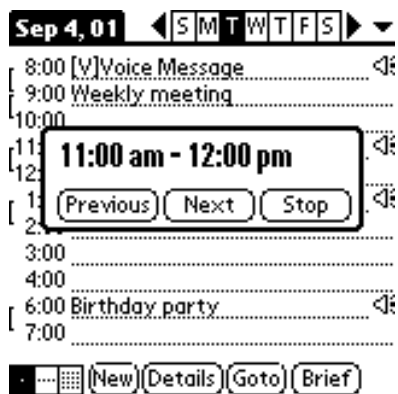 Sep 4, 01 S M T W T F S
8:00 [V]Voice Message
9:00 Weekly meeting
10:00
11:00 am - 12:00 pm
Previous Next Stop
3:00
4:00
6:00 Birthday party
7:00
New Details Goto Brief